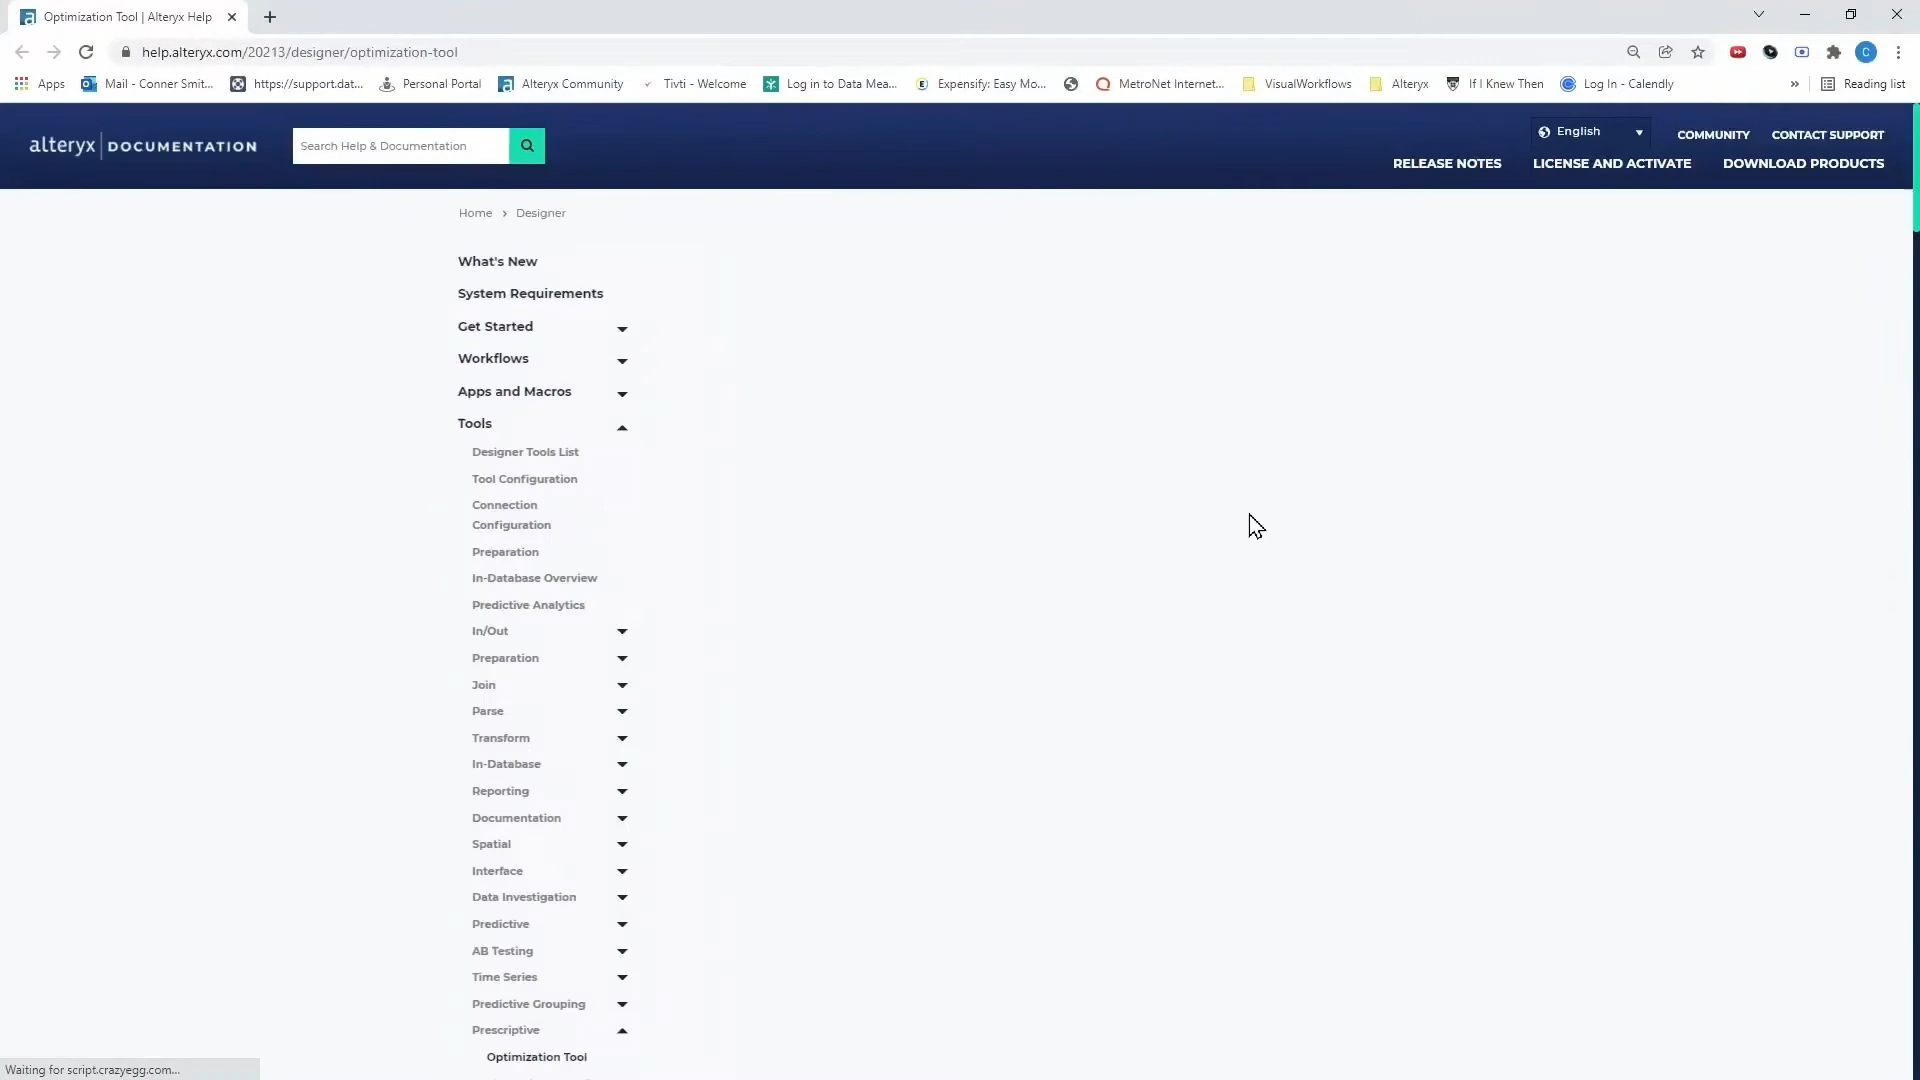 Optimization Tool | Alteryx Help
help.alteryx.com/20213/designer/optimization-tool
C
Apps
Mail - Conner Smit...
https://support.dat...
Personal Portal
Alteryx Community
Tivti - Welcome
Log in to Data Mea...
Expensify: Easy Mo...
MetroNet Internet...
VisualWorkflows
Alteryx
If I Knew Then
Log In - Calendly
»
Reading list
alteryx | DOCUMENTATION
Search Help & Documentation
English
COMMUNITY
CONTACT SUPPORT
RELEASE NOTES
LICENSE AND ACTIVATE
DOWNLOAD PRODUCTS
Home > Designer
What's New
System Requirements
Get Started
Workflows
Apps and Macros
Tools
Designer Tools List
Tool Configuration
Connection
Configuration
Preparation
In-Database Overview
Predictive Analytics
In/Out
Preparation
Join
Parse
Transform
In-Database
Reporting
Documentation
Spatial
Interface
Data Investigation
Predictive
AB Testing
Time Series
Predictive Grouping
Prescriptive
Optimization Tool
Waiting for script.crazyegg.com...